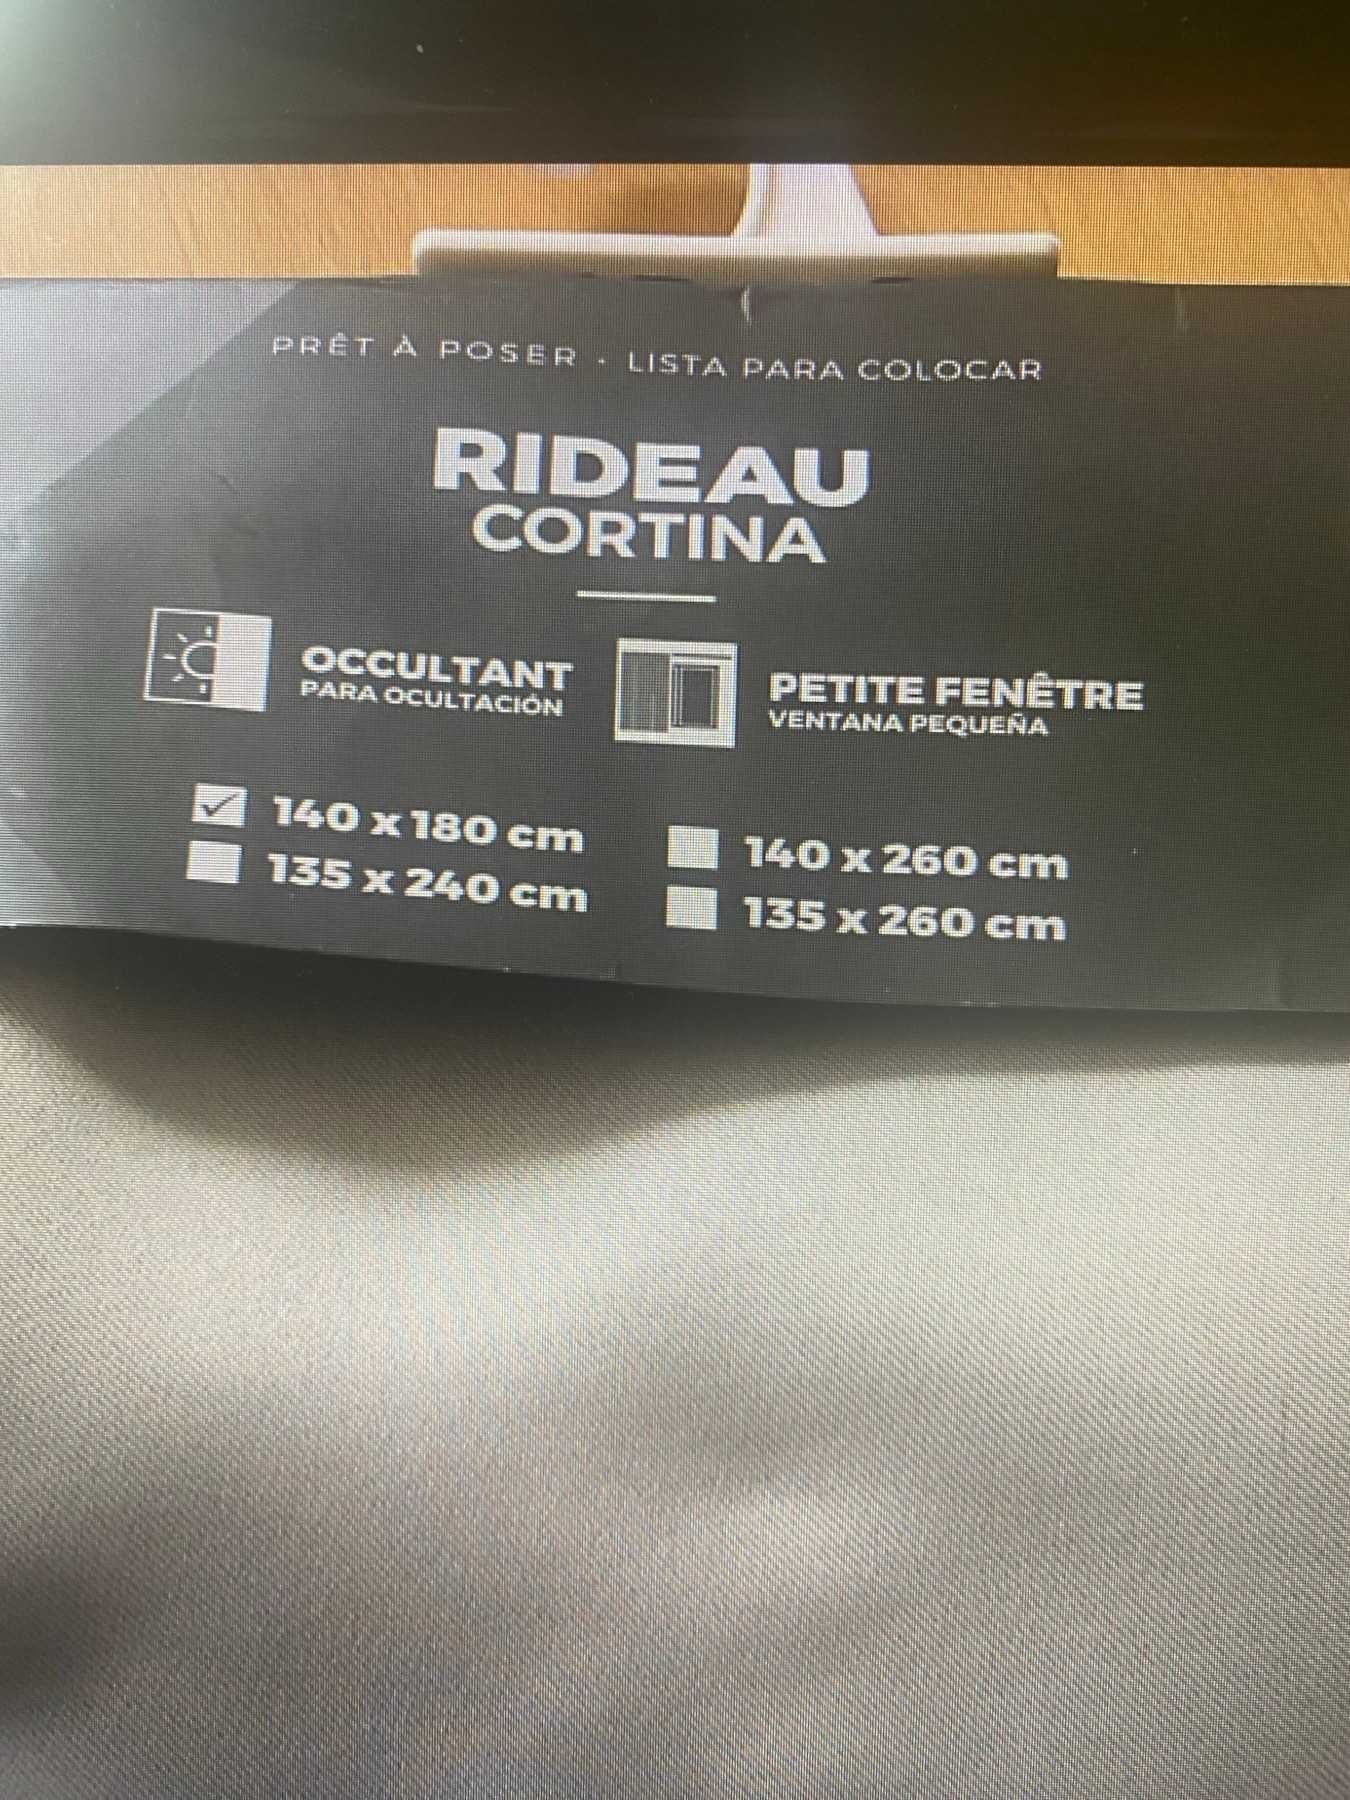 PRÊT À POSER · LISTA PARA COLOCAR
RIDEAU
CORTINA
OCCULTANT
PARA OCULTACIÓN
PETITE FENÊTRE
VENTANA PEQUEÑA
140 x 180 cm
135 x 240 cm
140 x 260 cm
135 x 260 cm